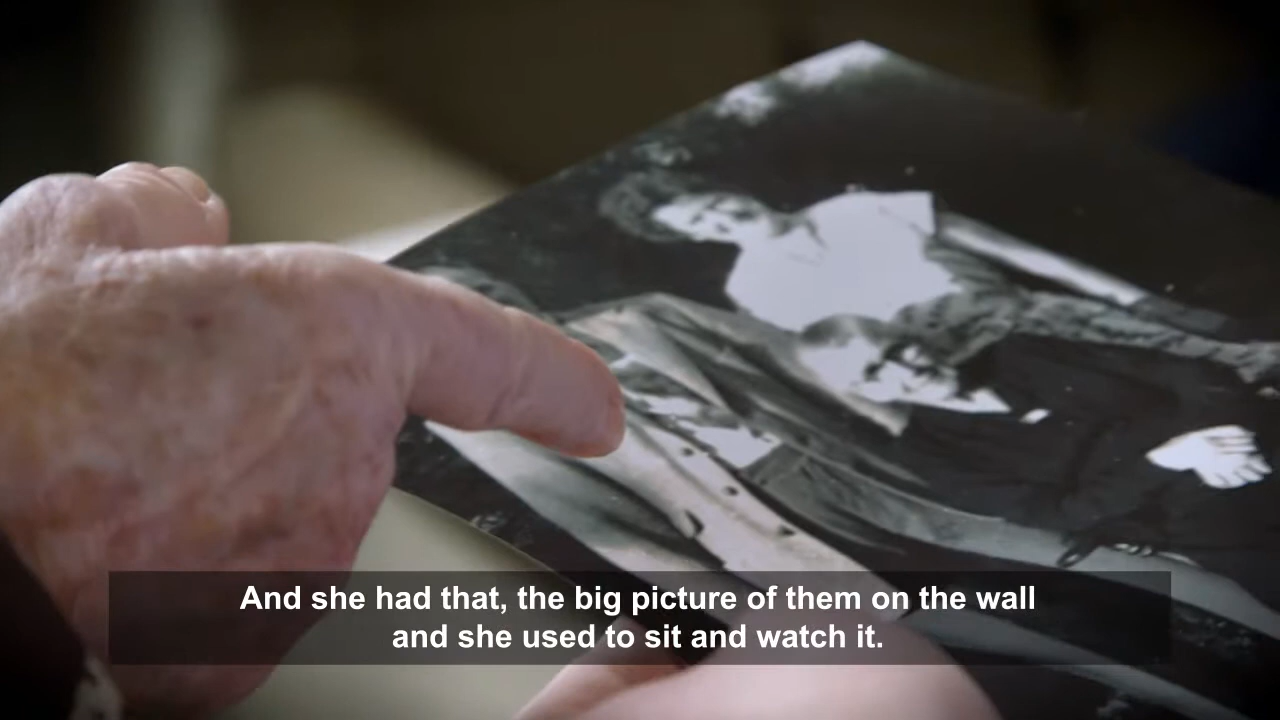 And she had that, the big picture of them on the wall
and she used to sit and watch it.